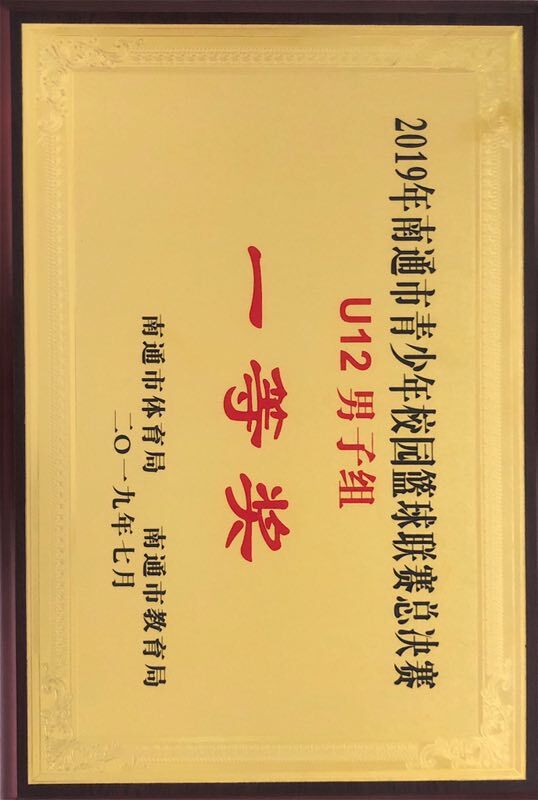 2019年南通市青少年校园篮球联赛总决赛
U12 男子组
一等奖
南通市体育局 南通市教育局
二〇一九年七月